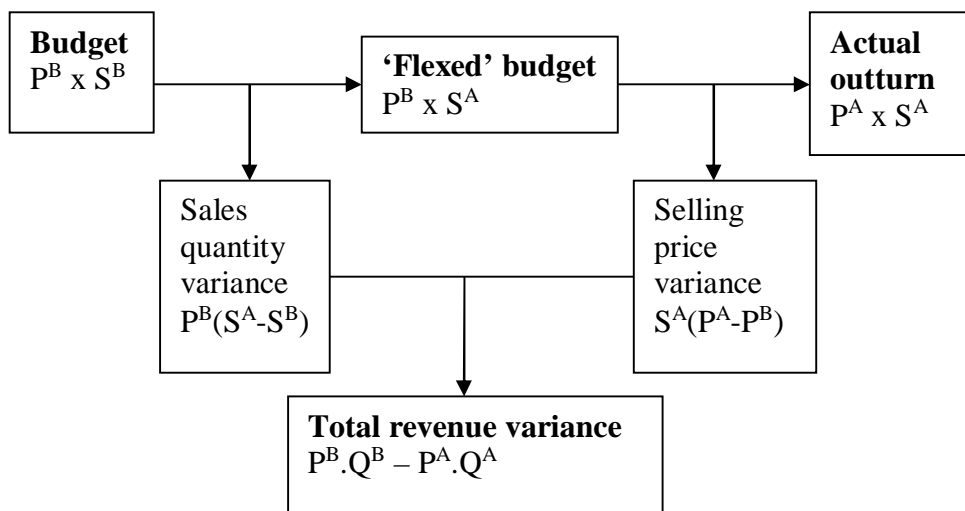 Budget
P^B x S^B
‘Flexed’ budget
P^B x S^A
Actual
outturn
P^A x S^A
Sales
quantity
variance
P^B(S^A-S^B)
Selling
price
variance
S^A(P^A-P^B)
Total revenue variance
P^B.Q^B – P^A.Q^A